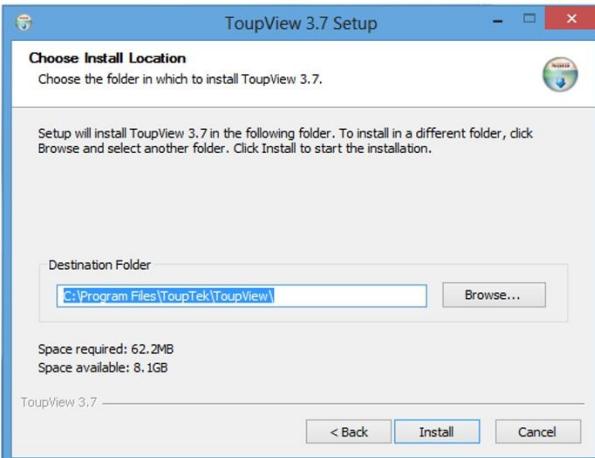 ToupView 3.7 Setup
Choose Install Location
Choose the folder in which to install ToupView 3.7.
Setup will install ToupView 3.7 in the following folder. To install in a different folder, click
Browse and select another folder. Click Install to start the installation.
Destination Folder
C:\Program Files\ToupTek\ToupView\
Browse...
Space required: 62.2MB
Space available: 8.1GB
ToupView 3.7
< Back
Install
Cancel